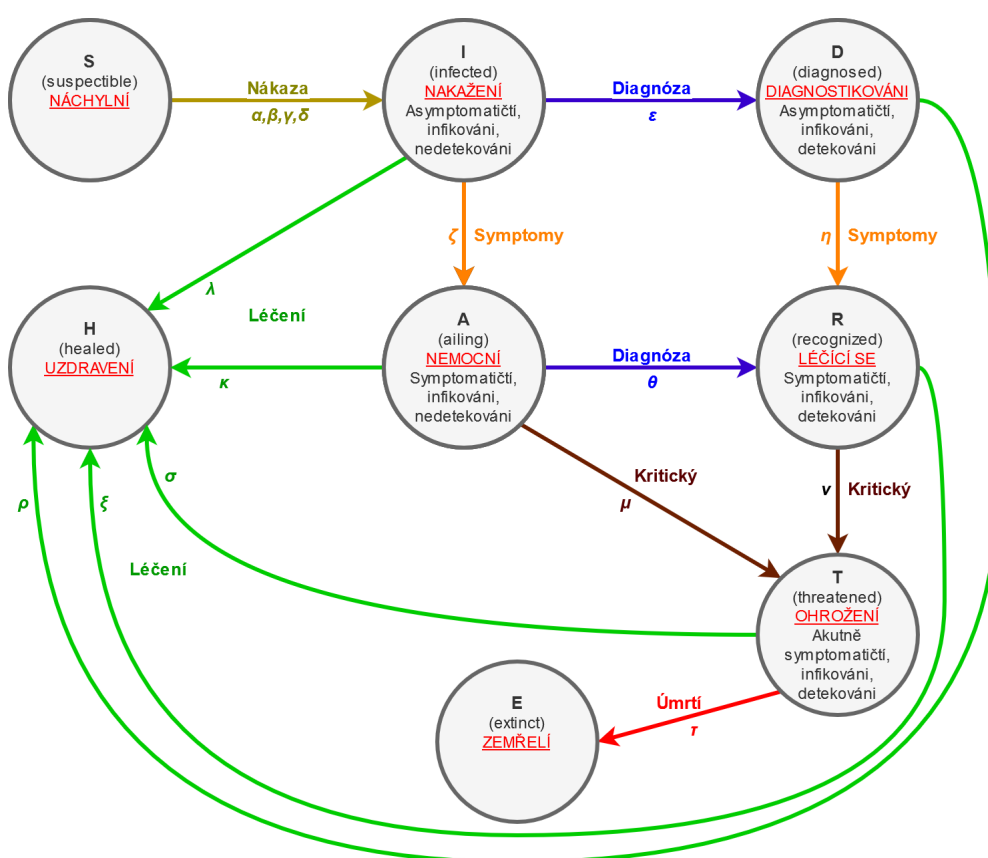 S
(suspectible)
NÁCHYLNÍ
Nákaza
α,β,γ,δ
I
(infected)
NAKAŽENÍ
Asymptomatičtí,
infikováni,
nedetekováni
Diagnóza
ε
D
(diagnosed)
DIAGNOSTIKOVÁNI
Asymptomatičtí,
infikováni,
detekováni
ζ Symptomy
η Symptomy
λ
Léčení
H
(healed)
UZDRAVENÍ
κ
A
(ailing)
NEMOCNÍ
Symptomatičtí,
infikováni,
nedetekováni
Diagnóza
θ
R
(recognized)
LÉČÍCÍ SE
Symptomatičtí,
infikováni,
detekováni
ρ
ξ
σ
Léčení
Kritický
μ
ν Kritický
T
(threatened)
OHROŽENÍ
Akutně
symptomatičtí,
infikováni,
detekováni
Úmrtí
τ
E
(extinct)
ZEMŘELÍ